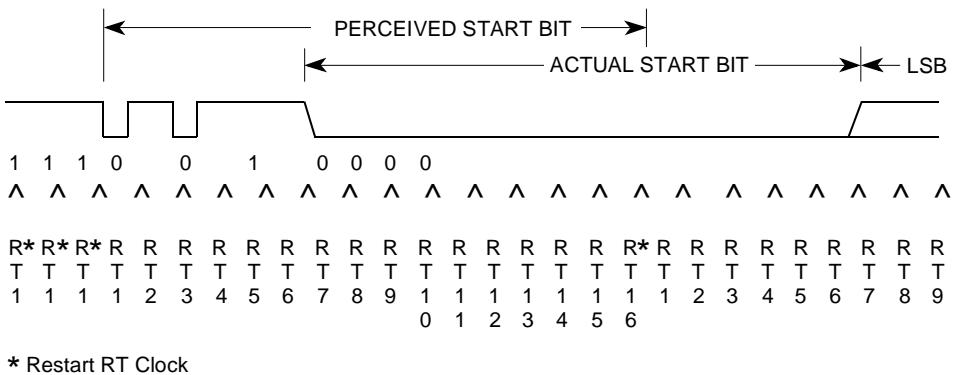 PERCEIVED START BIT
ACTUAL START BIT
LSB
1 1 1 0 0 1 0 0 0 0
^ ^ ^ ^ ^ ^ ^ ^ ^ ^ ^ ^ ^ ^ ^ ^ ^ ^ ^ ^ ^ ^ ^
R* R* R* R R R R R R R R R R R R R R R R* R R R R R R R R R
T T T T T T T T T T T T T T T T T T T T T T T T T T T T
1 1 1 1 2 3 4 5 6 7 8 9 1 1 1 1 1 1 1 1 2 3 4 5 6 7 8 9
0 1 2 3 4 5 6
* Restart RT Clock